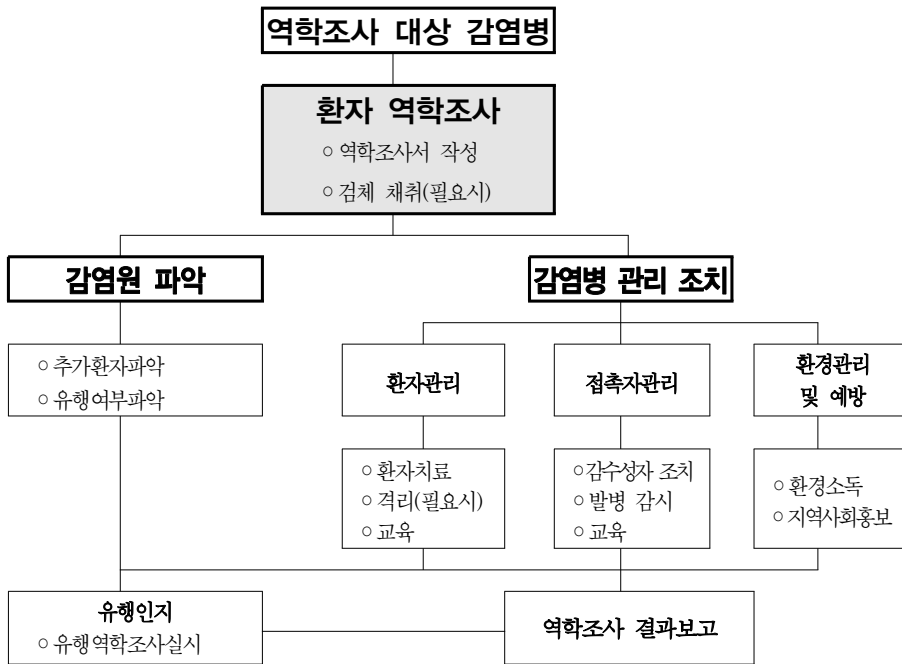 역학조사 대상 감염병
환자 역학조사
○ 역학조사서 작성
○ 검체 채취(필요시)
감염원 파악
감염병 관리 조치
○ 추가환자파악
○ 유행여부파악
환자관리
접촉자관리
환경관리
및 예방
○ 환자치료
○ 격리(필요시)
○ 교육
○ 감수성자 조치
○ 발병 감시
○ 교육
○ 환경소독
○ 지역사회홍보
유행인지
○ 유행역학조사실시
역학조사 결과보고